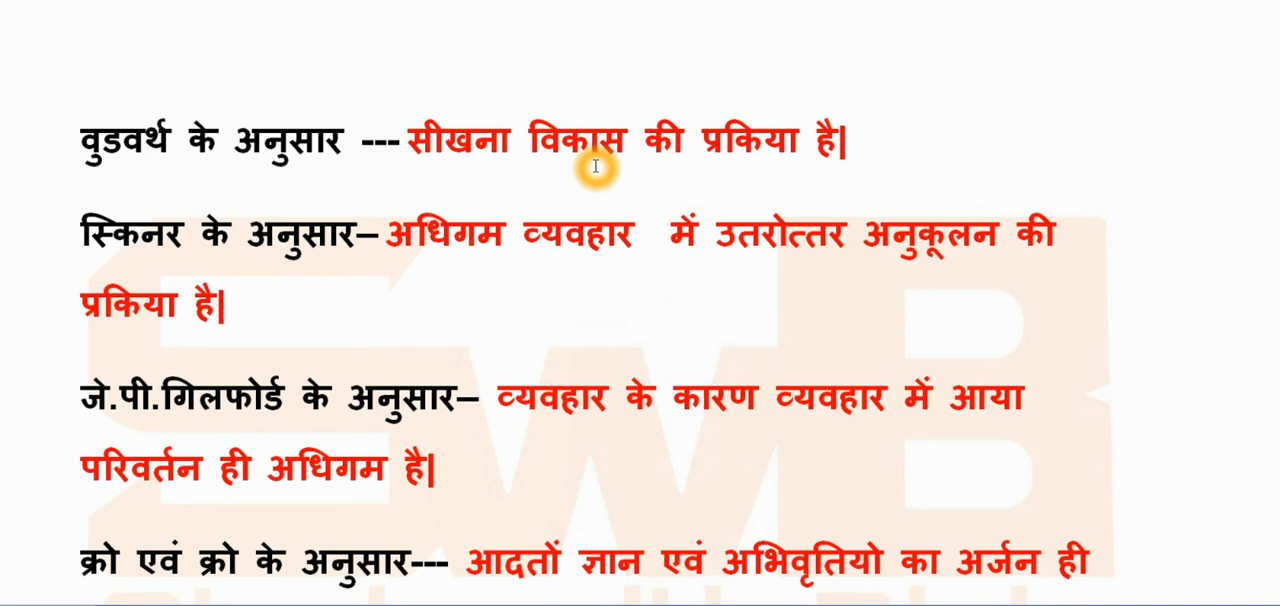 वुडवर्थ के अनुसार --- सीखना विकास की प्रकिया है|
स्किनर के अनुसार– अधिगम व्यवहार में उतरोत्तर अनुकूलन की
प्रकिया है|
जे.पी.गिलफोर्ड के अनुसार– व्यवहार के कारण व्यवहार में आया
परिवर्तन ही अधिगम है|
क्रो एवं क्रो के अनुसार--- आदतों ज्ञान एवं अभिवृतियो का अर्जन ही